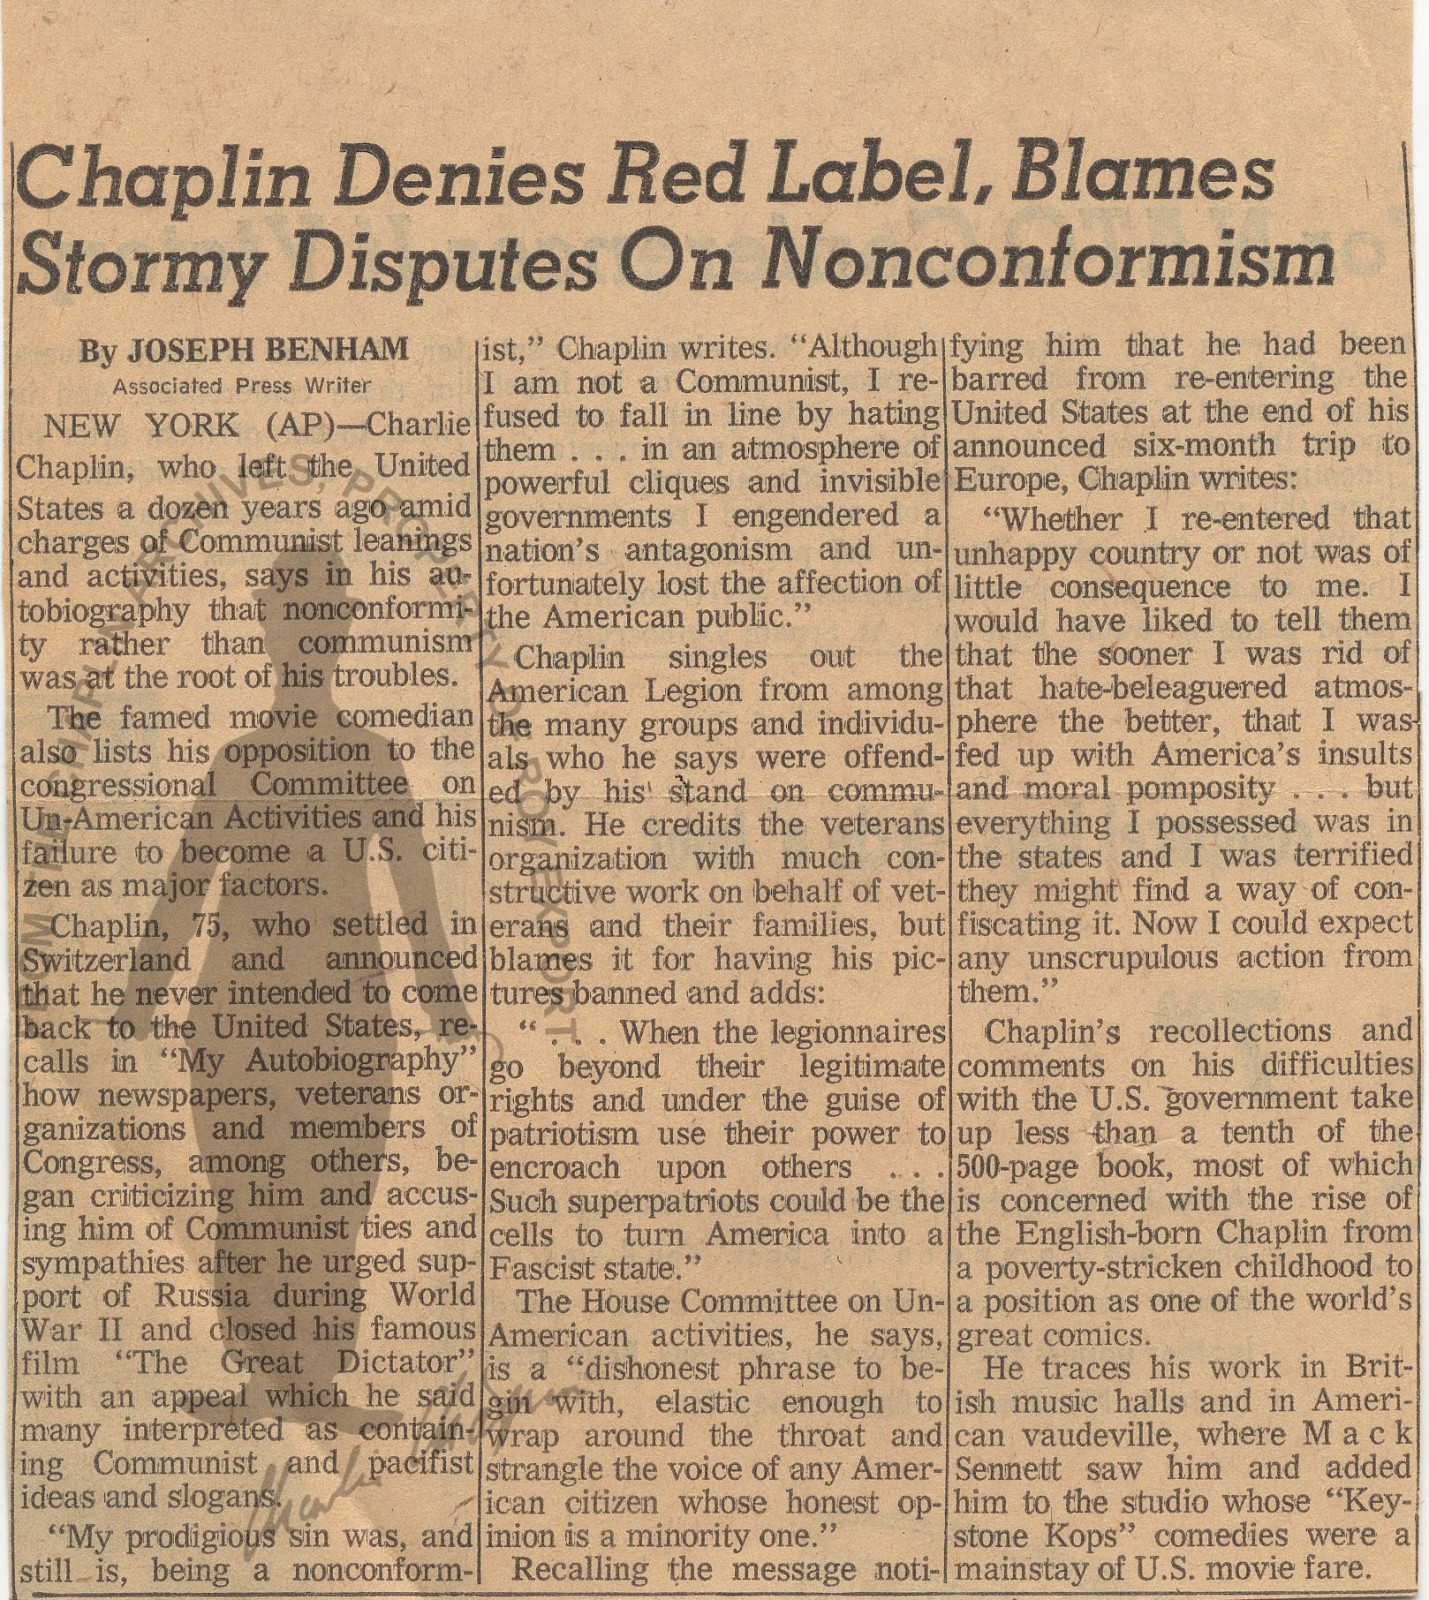 Chaplin Denies Red Label, Blames
Stormy Disputes On Nonconformism
By JOSEPH BENHAM
Associated Press Writer
NEW YORK (AP)—Charlie
Chaplin, who left the United
States a dozen years ago amid
charges of Communist leanings
and activities, says in his au-
tobiography that nonconformi-
ty rather than communism
was at the root of his troubles.
The famed movie comedian
also lists his opposition to the
congressional Committee on
Un-American Activities and his
failure to become a U.S. citi-
zen as major factors.
Chaplin, 75, who settled in
Switzerland and announced
that he never intended to come
back to the United States, re-
calls in “My Autobiography”
how newspapers, veterans or-
ganizations and members of
Congress, among others, be-
gan criticizing him and accus-
ing him of Communist ties and
sympathies after he urged sup-
port of Russia during World
War II and closed his famous
film “The Great Dictator”
with an appeal which he said
many interpreted as contain-
ing Communist and pacifist
ideas and slogans.
“My prodigious sin was, and
still is, being a nonconform-
ist,” Chaplin writes. “Although
I am not a Communist, I re-
fused to fall in line by hating
them . . . in an atmosphere of
powerful cliques and invisible
governments I engendered a
nation’s antagonism and un-
fortunately lost the affection of
the American public.”
Chaplin singles out the
American Legion from among
the many groups and individu-
als who he says were offend-
ed by his stand on commu-
nism. He credits the veterans
organization with much con-
structive work on behalf of vet-
erans and their families, but
blames it for having his pic-
tures banned and adds:
“. . . When the legionnaires
go beyond their legitimate
rights and under the guise of
patriotism use their power to
encroach upon others . . .
Such superpatriots could be the
cells to turn America into a
Fascist state.”
The House Committee on Un-
American activities, he says,
is a “dishonest phrase to be-
gin with, elastic enough to
wrap around the throat and
strangle the voice of any Amer-
ican citizen whose honest op-
inion is a minority one.”
Recalling the message noti-
fying him that he had been
barred from re-entering the
United States at the end of his
announced six-month trip to
Europe, Chaplin writes:
“Whether I re-entered that
unhappy country or not was of
little consequence to me. I
would have liked to tell them
that the sooner I was rid of
that hate-beleaguered atmos-
phere the better, that I was
fed up with America’s insults
and moral pomposity . . . but
everything I possessed was in
the states and I was terrified
they might find a way of con-
fiscating it. Now I could expect
any unscrupulous action from
them.”
Chaplin’s recollections and
comments on his difficulties
with the U.S. government take
up less than a tenth of the
500-page book, most of which
is concerned with the rise of
the English-born Chaplin from
a poverty-stricken childhood to
a position as one of the world’s
great comics.
He traces his work in Brit-
ish music halls and in Ameri-
can vaudeville, where Mack
Sennett saw him and added
him to the studio whose “Key-
stone Kops” comedies were a
mainstay of U.S. movie fare.
Charlie Chaplin